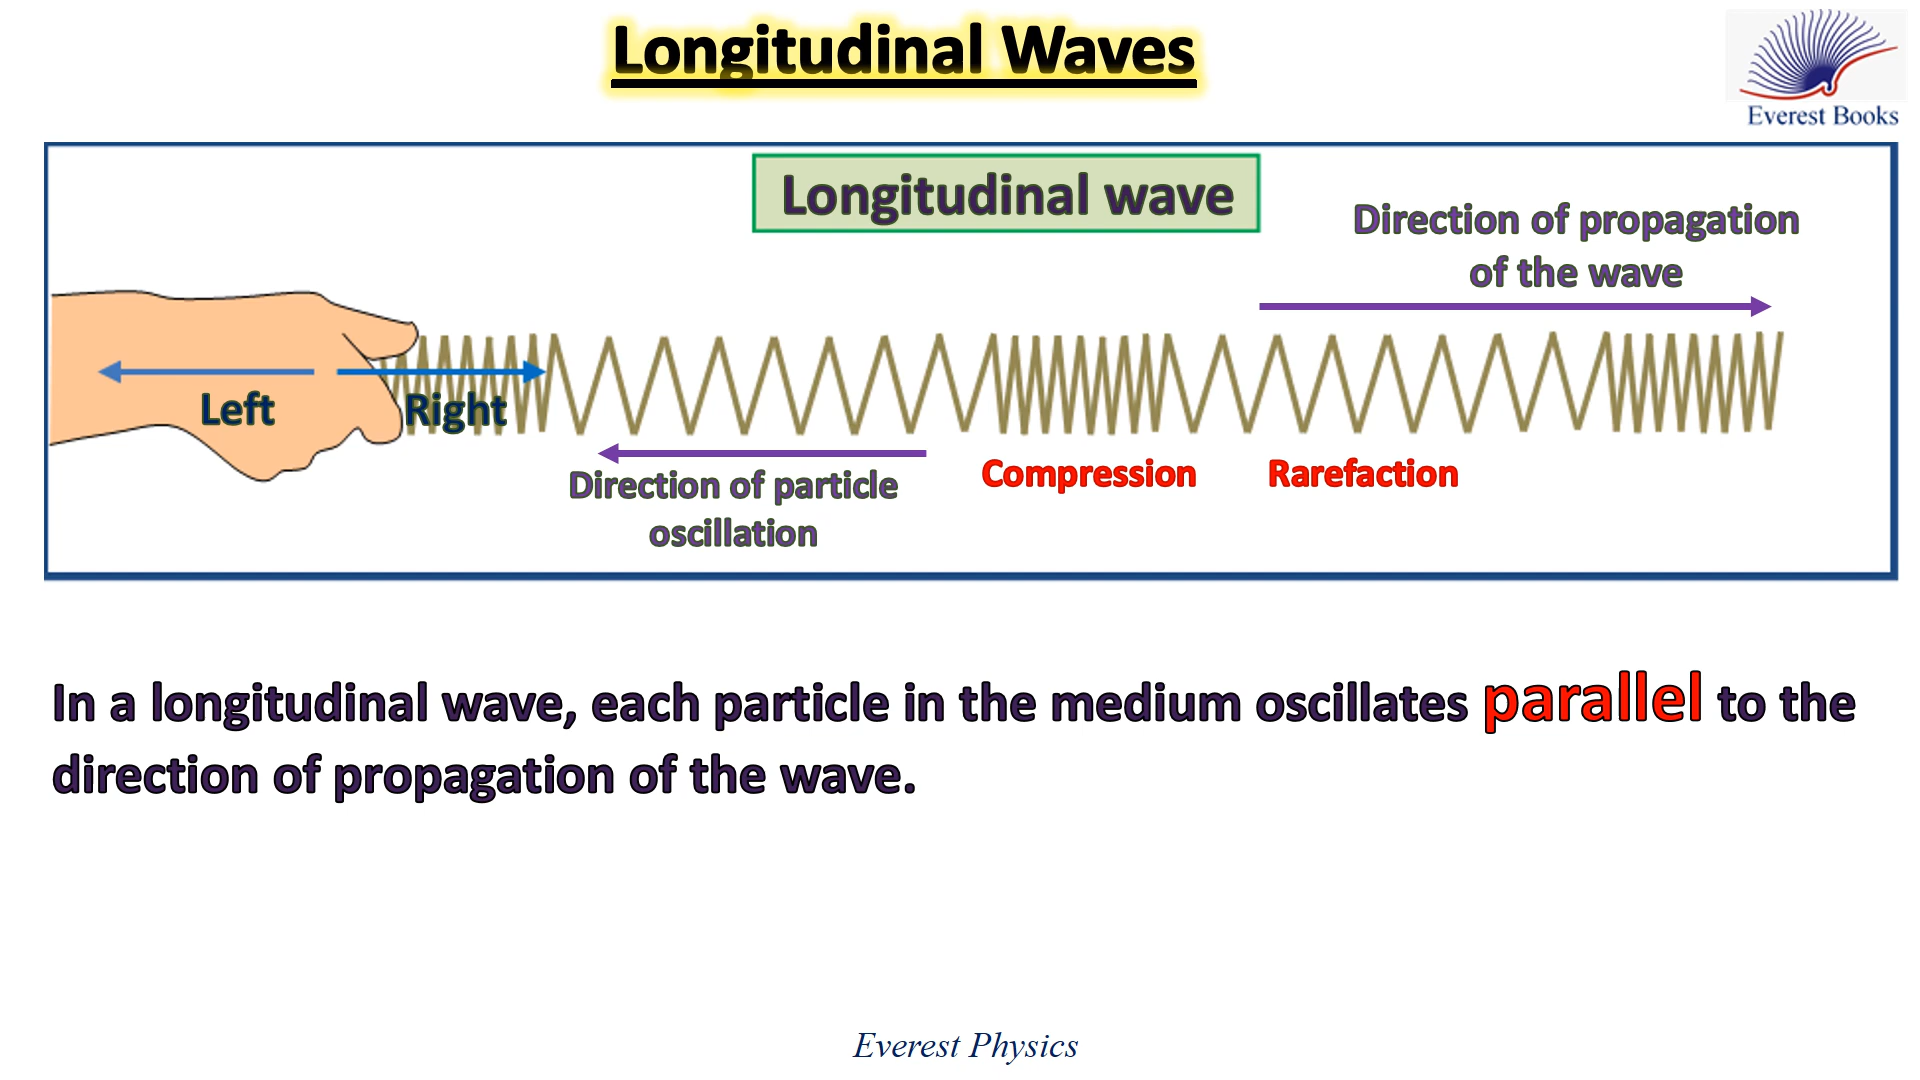 Longitudinal Waves
Everest Books
Longitudinal wave
Direction of propagation
of the wave
Left
Right
Direction of particle
oscillation
Compression
Rarefaction
In a longitudinal wave, each particle in the medium oscillates parallel to the
direction of propagation of the wave.
Everest Physics